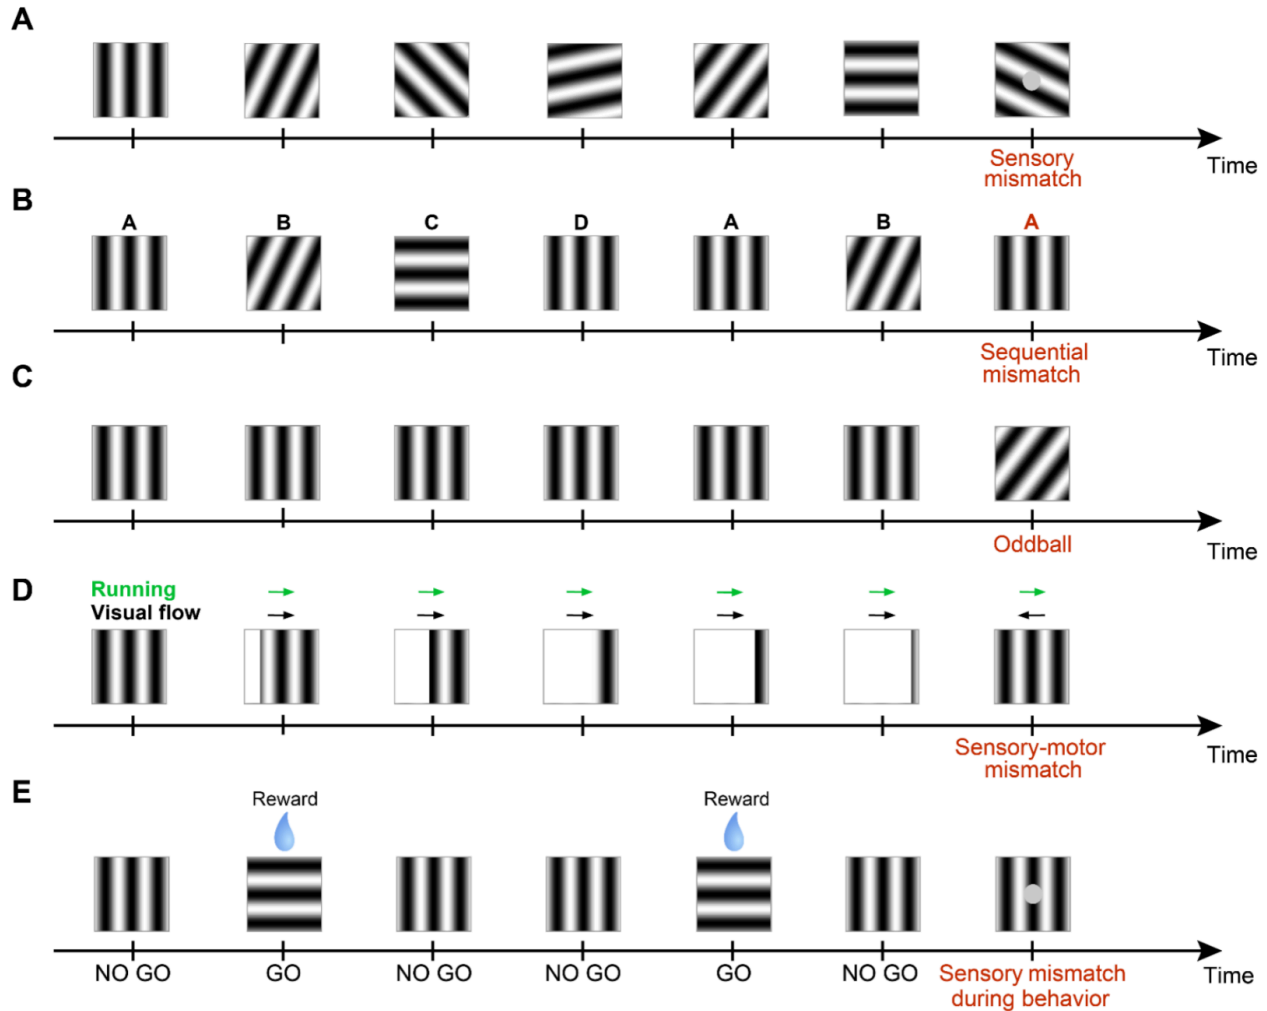 A
Sensory
mismatch
Time
B
A B C D A B A
Sequential
mismatch
Time
C
Oddball
Time
D
Running
Visual flow
Sensory-motor
mismatch
Time
E
Reward Reward
NO GO GO NO GO NO GO GO NO GO Sensory mismatch
during behavior
Time